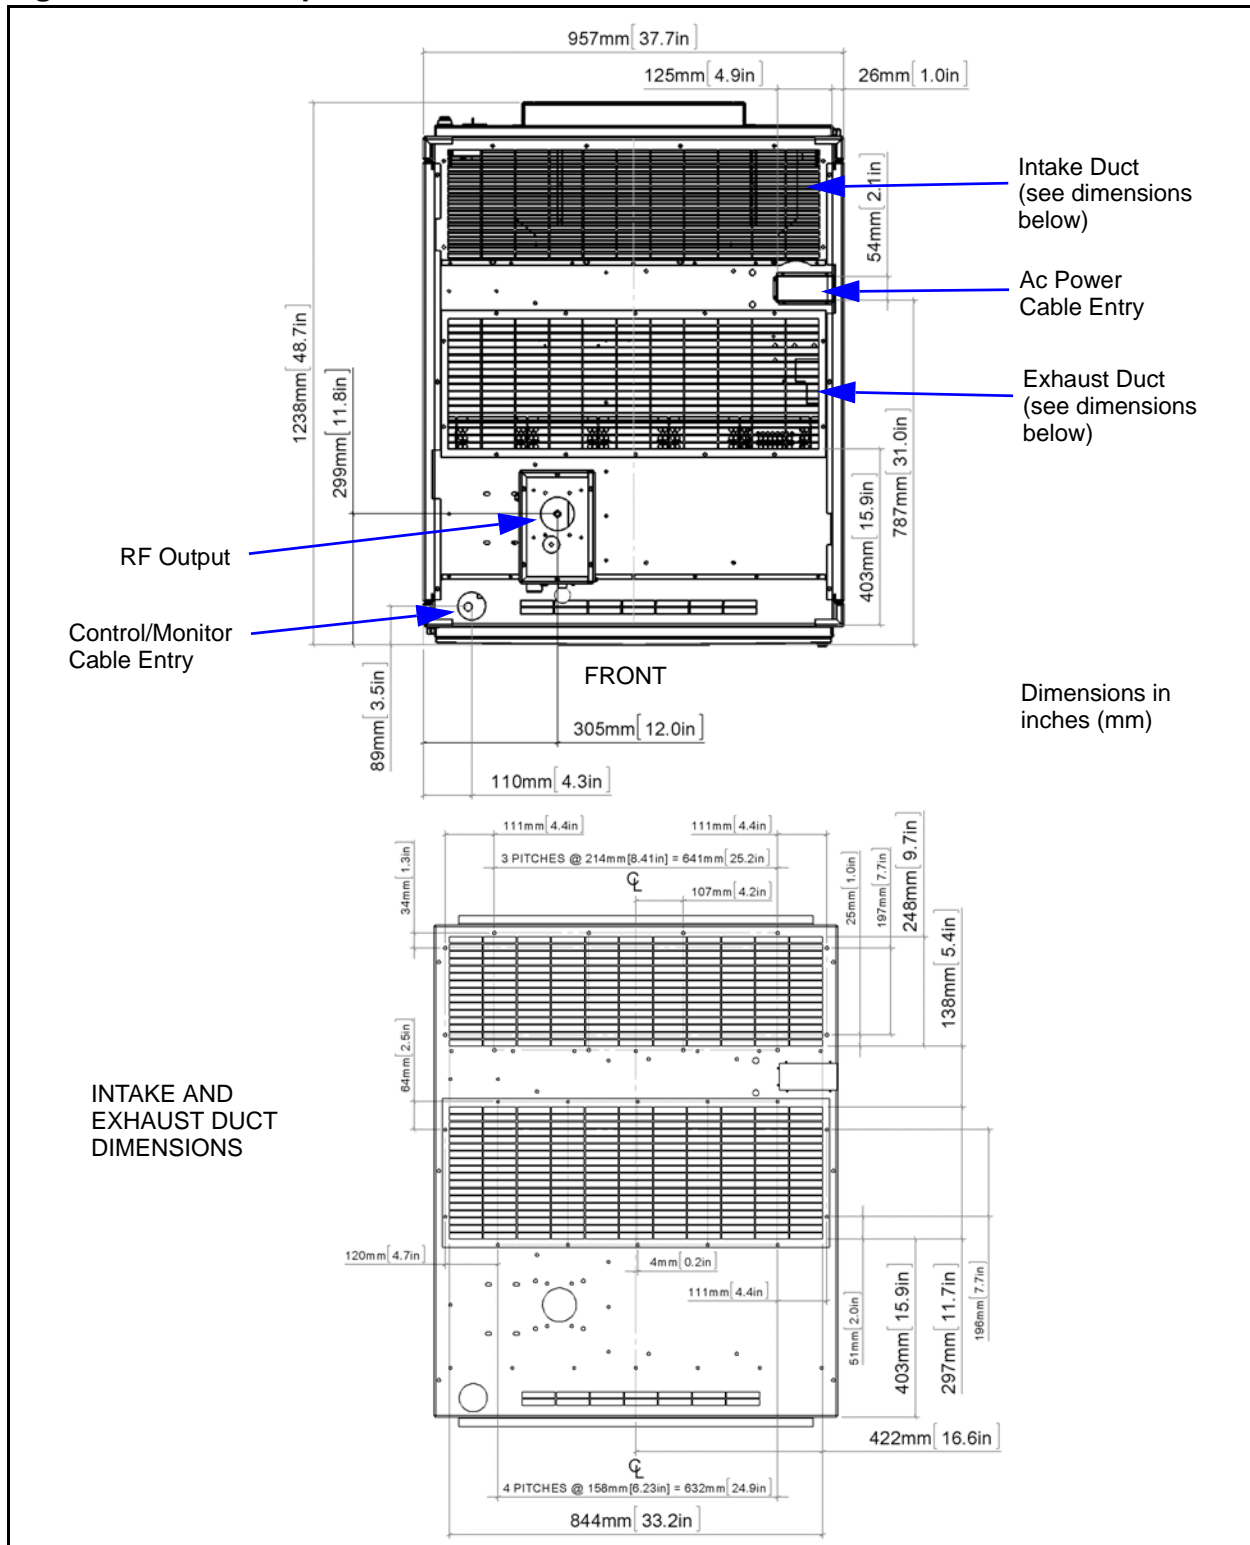 957mm[37.7in]
125mm[4.9in]
26mm[1.0in]
1238mm[48.7in]
299mm[11.8in]
54mm[2.1in]
Intake Duct
(see dimensions
below)
Ac Power
Cable Entry
Exhaust Duct
(see dimensions
below)
787mm[31.0in]
403mm[15.9in]
RF Output
Control/Monitor
Cable Entry
89mm[3.5in]
FRONT
Dimensions in
inches (mm)
305mm[12.0in]
110mm[4.3in]
111mm[4.4in]
111mm[4.4in]
3 PITCHES @ 214mm[8.41in] = 641mm[25.2in]
34mm[1.3in]
℄
107mm[4.2in]
25mm[1.0in]
197mm[7.7in]
248mm[9.7in]
138mm[5.4in]
64mm[2.5in]
INTAKE AND
EXHAUST DUCT
DIMENSIONS
120mm[4.7in]
4mm[0.2in]
111mm[4.4in]
51mm[2.0in]
403mm[15.9in]
297mm[11.7in]
196mm[7.7in]
422mm[16.6in]
℄
4 PITCHES @ 158mm[6.23in] = 632mm[24.9in]
844mm[33.2in]